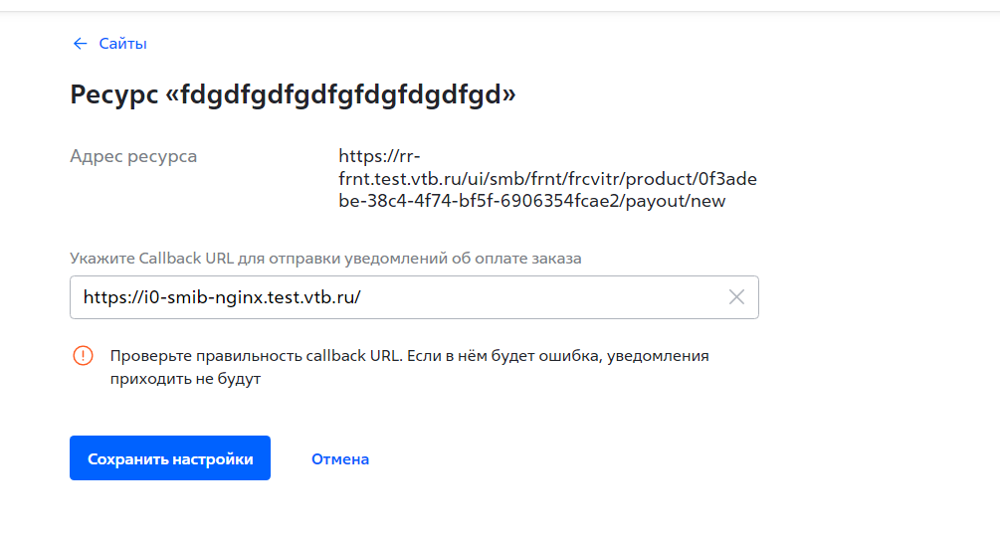 Сайты
Ресурс «fdgdfgdfgdfgfdgfdgdfgd»
Адрес ресурса
https://rr-
frnt.test.vtb.ru/ui/smb/frnt/frcvitr/product/0f3ade
be-38c4-4f74-bf5f-6906354fcae2/payout/new
Укажите Callback URL для отправки уведомлений об оплате заказа
https://i0-smib-nginx.test.vtb.ru/
Проверьте правильность callback URL. Если в нём будет ошибка, уведомления
приходить не будут
Сохранить настройки
Отмена